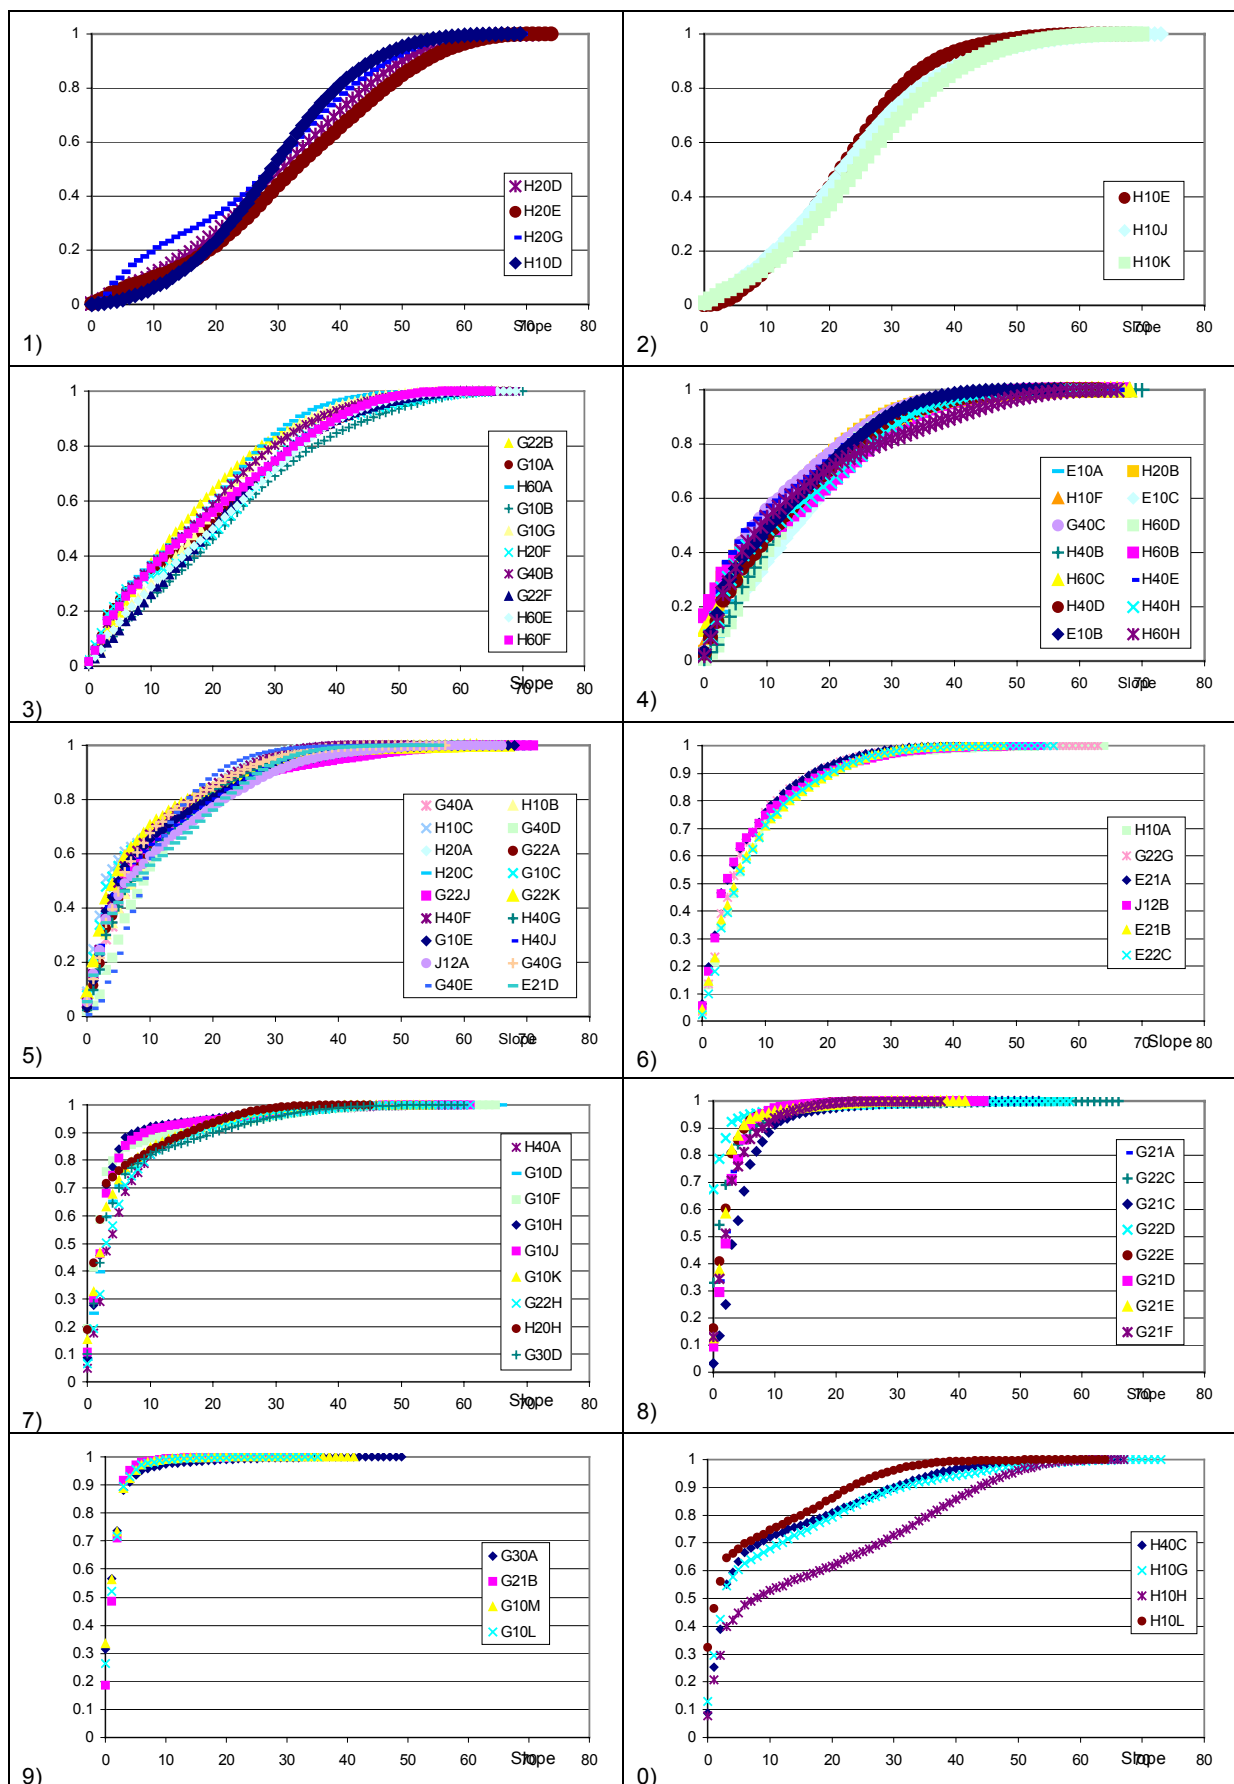 1
0.8
0.6
0.4
0.2
0
0 10 20 30 40 50 60 70 80
Slope
H20D
H20E
H20G
H10D
1)
1
0.8
0.6
0.4
0.2
0
0 10 20 30 40 50 60 70 80
Slope
H10E
H10J
H10K
2)
1
0.8
0.6
0.4
0.2
0
0 10 20 30 40 50 60 70 80
Slope
G22B
G10A
H60A
G10B
G10G
H20F
G40B
G22F
H60E
H60F
3)
1
0.8
0.6
0.4
0.2
0
0 10 20 30 40 50 60 70 80
Slope
E10A H20B
H10F E10C
G40C H60D
H40B H60B
H60C H40E
H40D H40H
E10B H60H
4)
1
0.8
0.6
0.4
0.2
0
0 10 20 30 40 50 60 70 80
Slope
G40A H10B
H10C G40D
H20A G22A
H20C G10C
G22J G22K
H40F H40G
G10E H40J
J12A G40G
G40E E21D
5)
1
0.9
0.8
0.7
0.6
0.5
0.4
0.3
0.2
0.1
0
0 10 20 30 40 50 60 70 80
Slope
H10A
G22G
E21A
J12B
E21B
E22C
6)
1
0.9
0.8
0.7
0.6
0.5
0.4
0.3
0.2
0.1
0
0 10 20 30 40 50 60 70 80
Slope
H40A
G10D
G10F
G10H
G10J
G10K
G22H
H20H
G30D
7)
1
0.9
0.8
0.7
0.6
0.5
0.4
0.3
0.2
0.1
0
0 10 20 30 40 50 60 70 80
Slope
G21A
G22C
G21C
G22D
G22E
G21D
G21E
G21F
8)
1
0.9
0.8
0.7
0.6
0.5
0.4
0.3
0.2
0.1
0
0 10 20 30 40 50 60 70 80
Slope
G30A
G21B
G10M
G10L
9)
1
0.9
0.8
0.7
0.6
0.5
0.4
0.3
0.2
0.1
0
0 10 20 30 40 50 60 70 80
Slope
H40C
H10G
H10H
H10L
0)